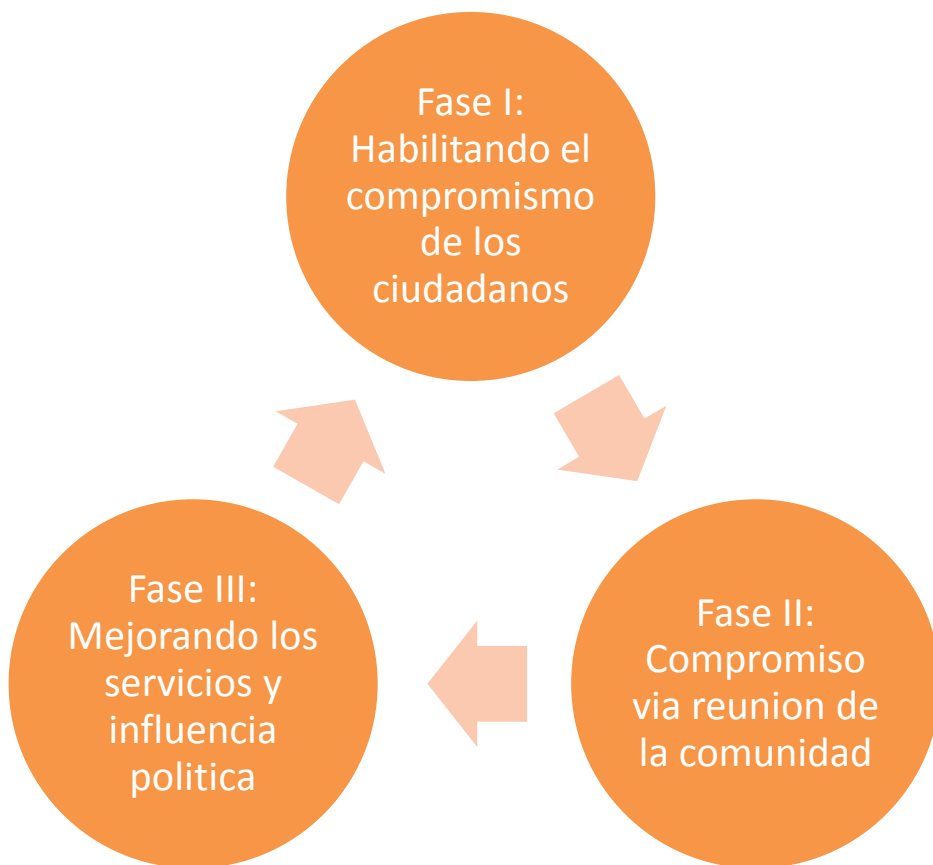 Fase I:
Habilitando el
compromismo
de los
ciudadanos
Fase II:
Compromiso
via reunion de
la comunidad
Fase III:
Mejorando los
servicios y
influencia
politica